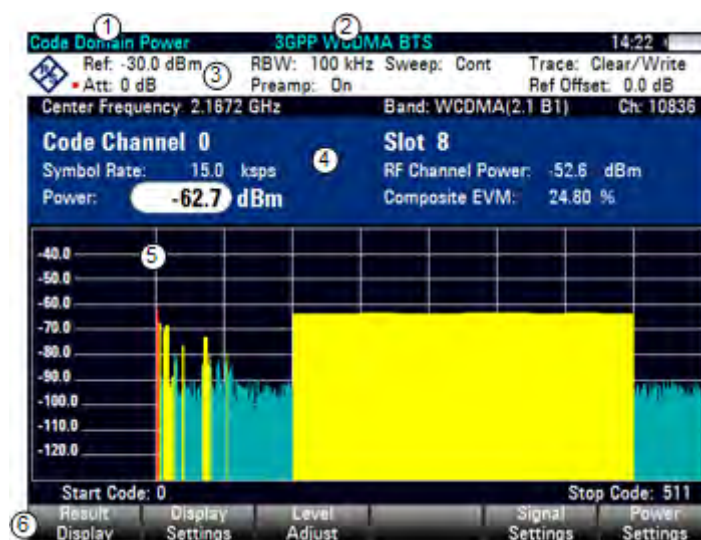 ① ②
Code Domain Power 3GPP WCDMA BTS 14:22
Ref: -30.0 dBm ③ RBW: 100 kHz Sweep: Cont Trace: Clear/Write
• Att: 0 dB Preamp: On Ref Offset: 0.0 dB
Center Frequency: 2.1672 GHz Band: WCDMA(2.1 B1) Ch: 10836
Code Channel 0 Slot 8
Symbol Rate: 15.0 ksps ④ RF Channel Power: -52.6 dBm
Power: -62.7 dBm Composite EVM: 24.80 %
-40.0
⑤
-50.0
-60.0
-70.0
-80.0
-90.0
-100.0
-110.0
-120.0
Start Code: 0 Stop Code: 511
⑥
Result Display Level Signal Power
Display Settings Adjust Settings Settings